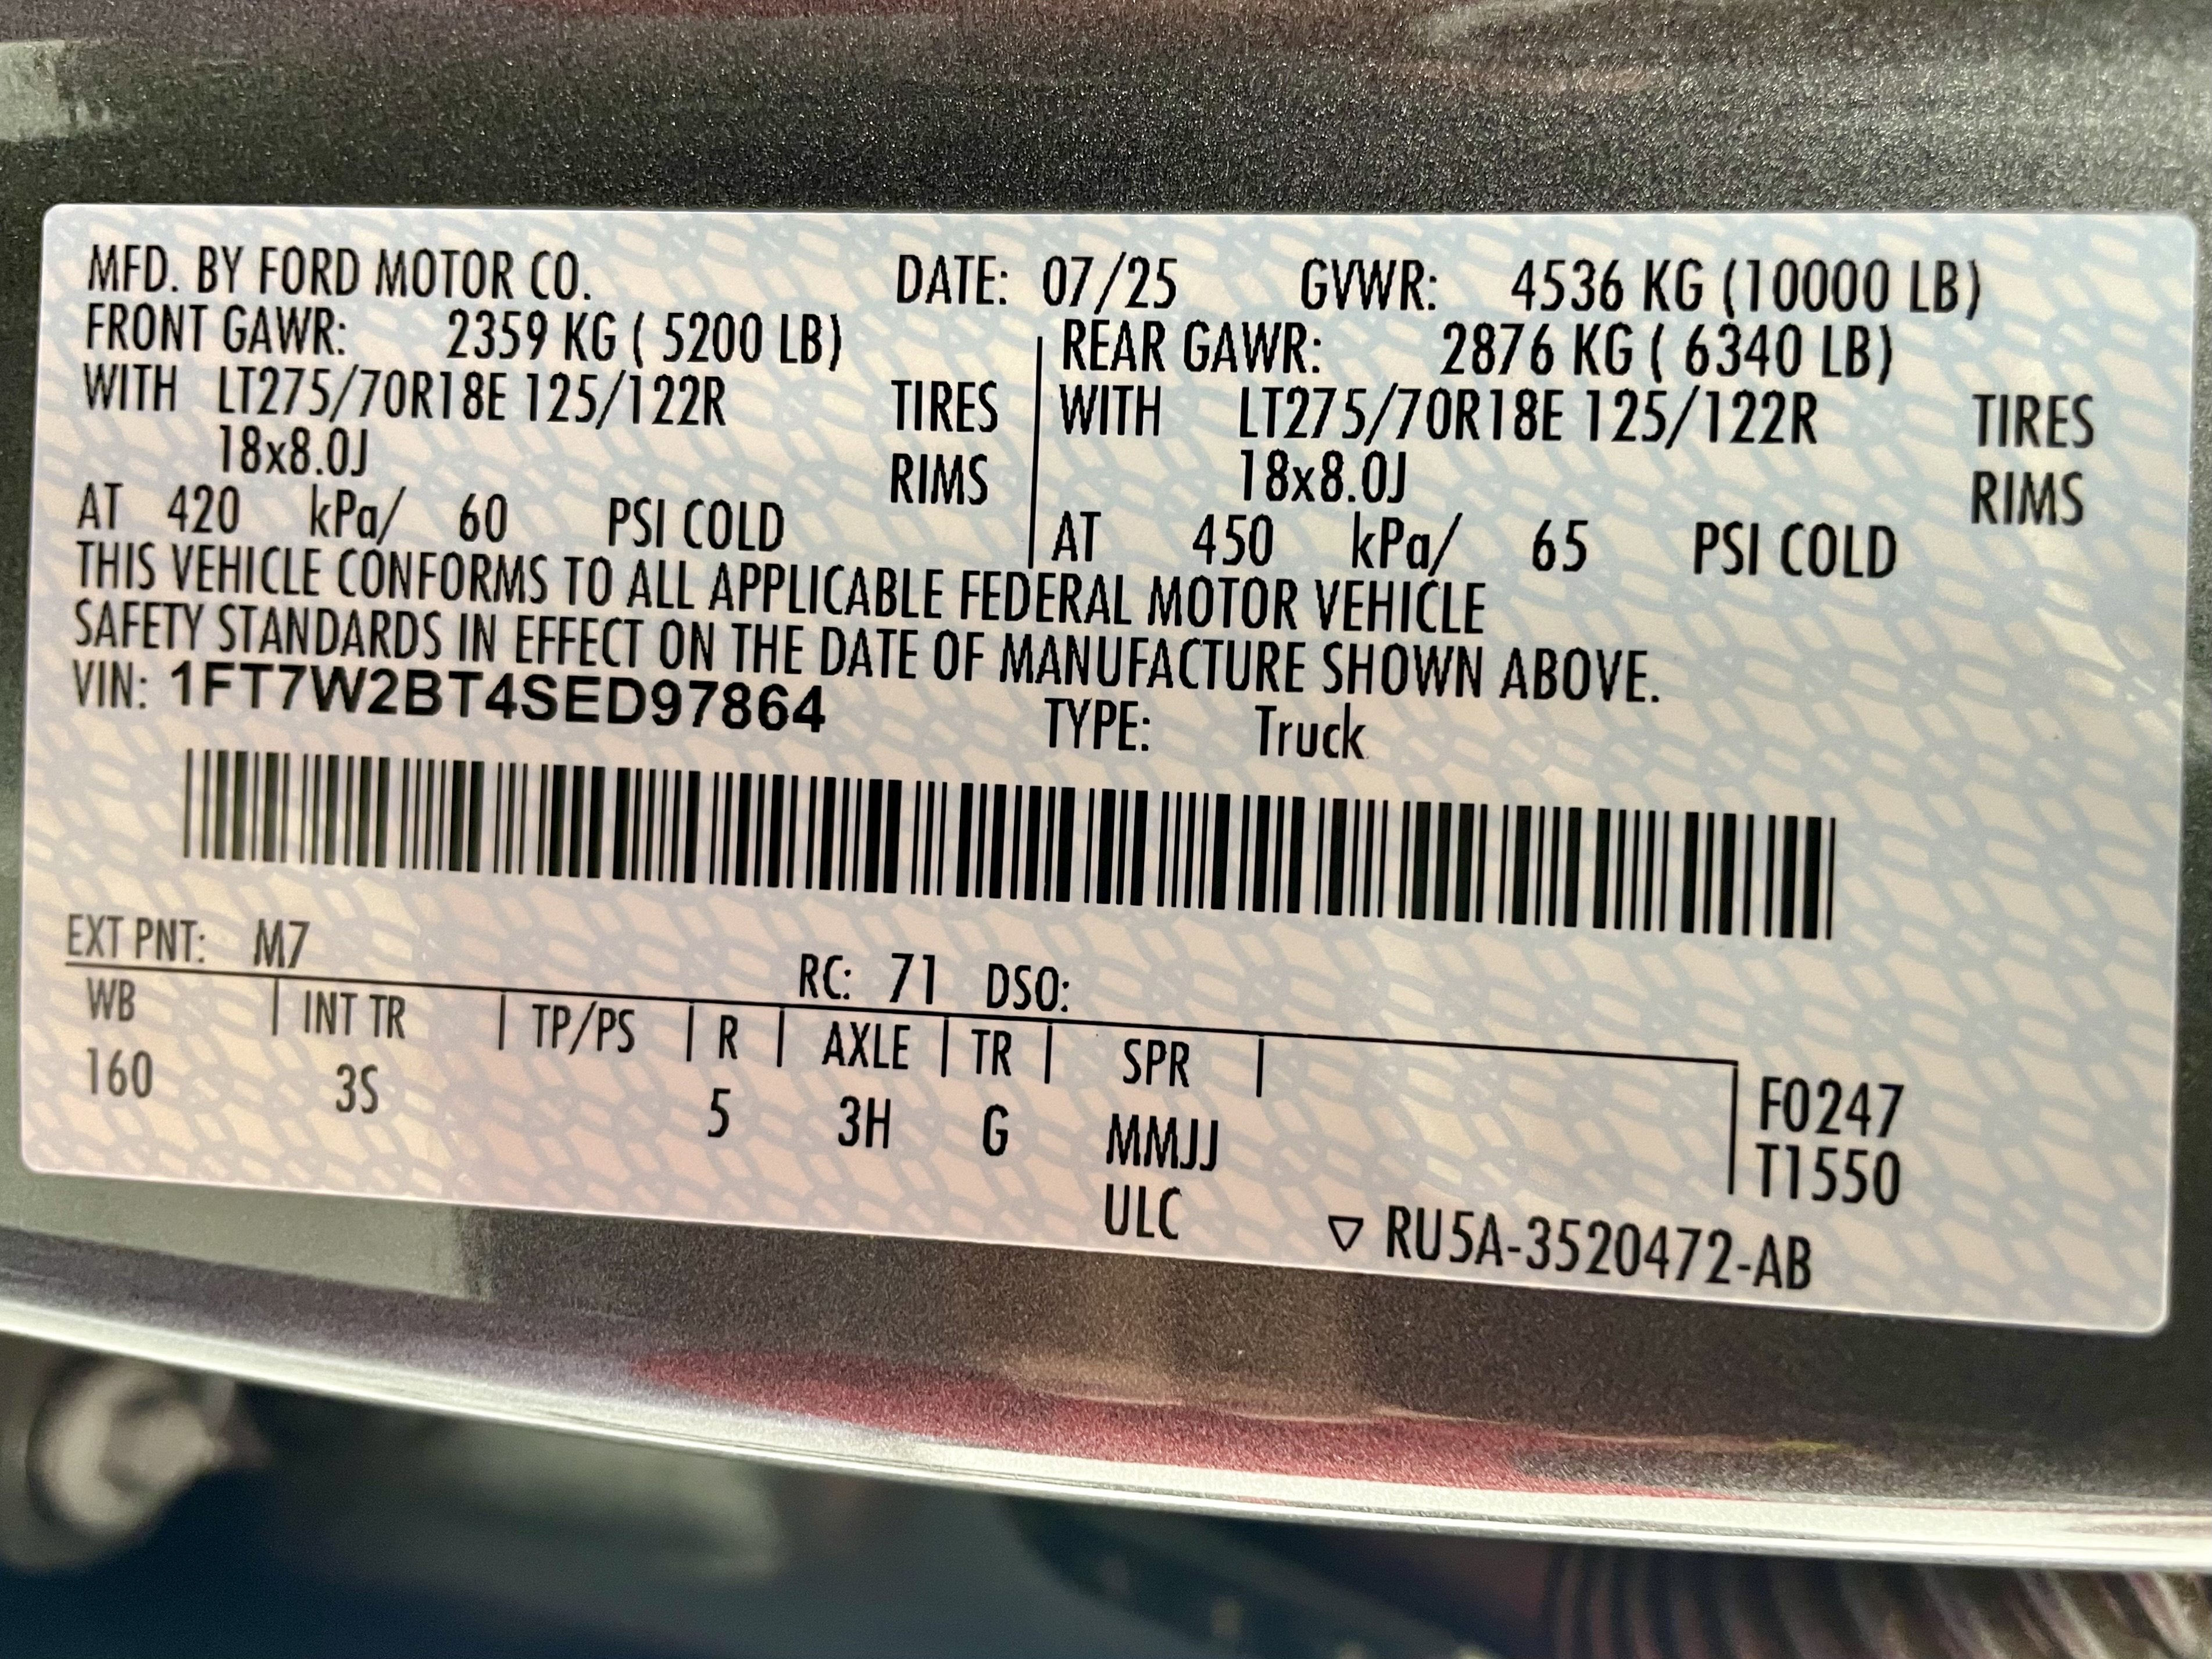 MFD. BY FORD MOTOR CO. DATE: 07/25 GVWR: 4536 KG (10000 LB)
FRONT GAWR: 2359 KG ( 5200 LB) REAR GAWR: 2876 KG ( 6340 LB)
WITH LT275/70R18E 125/122R TIRES WITH LT275/70R18E 125/122R TIRES
18x8.0J RIMS 18x8.0J RIMS
AT 420 kPa/ 60 PSI COLD AT 450 kPa/ 65 PSI COLD
THIS VEHICLE CONFORMS TO ALL APPLICABLE FEDERAL MOTOR VEHICLE
SAFETY STANDARDS IN EFFECT ON THE DATE OF MANUFACTURE SHOWN ABOVE.
VIN: 1FT7W2BT4SED97864 TYPE: Truck
EXT PNT: M7 RC: 71 DSO:
WB INT TR TP/PS R AXLE TR SPR
160 3S 5 3H G MMJJ F0247
ULC T1550
▽ RU5A-3520472-AB